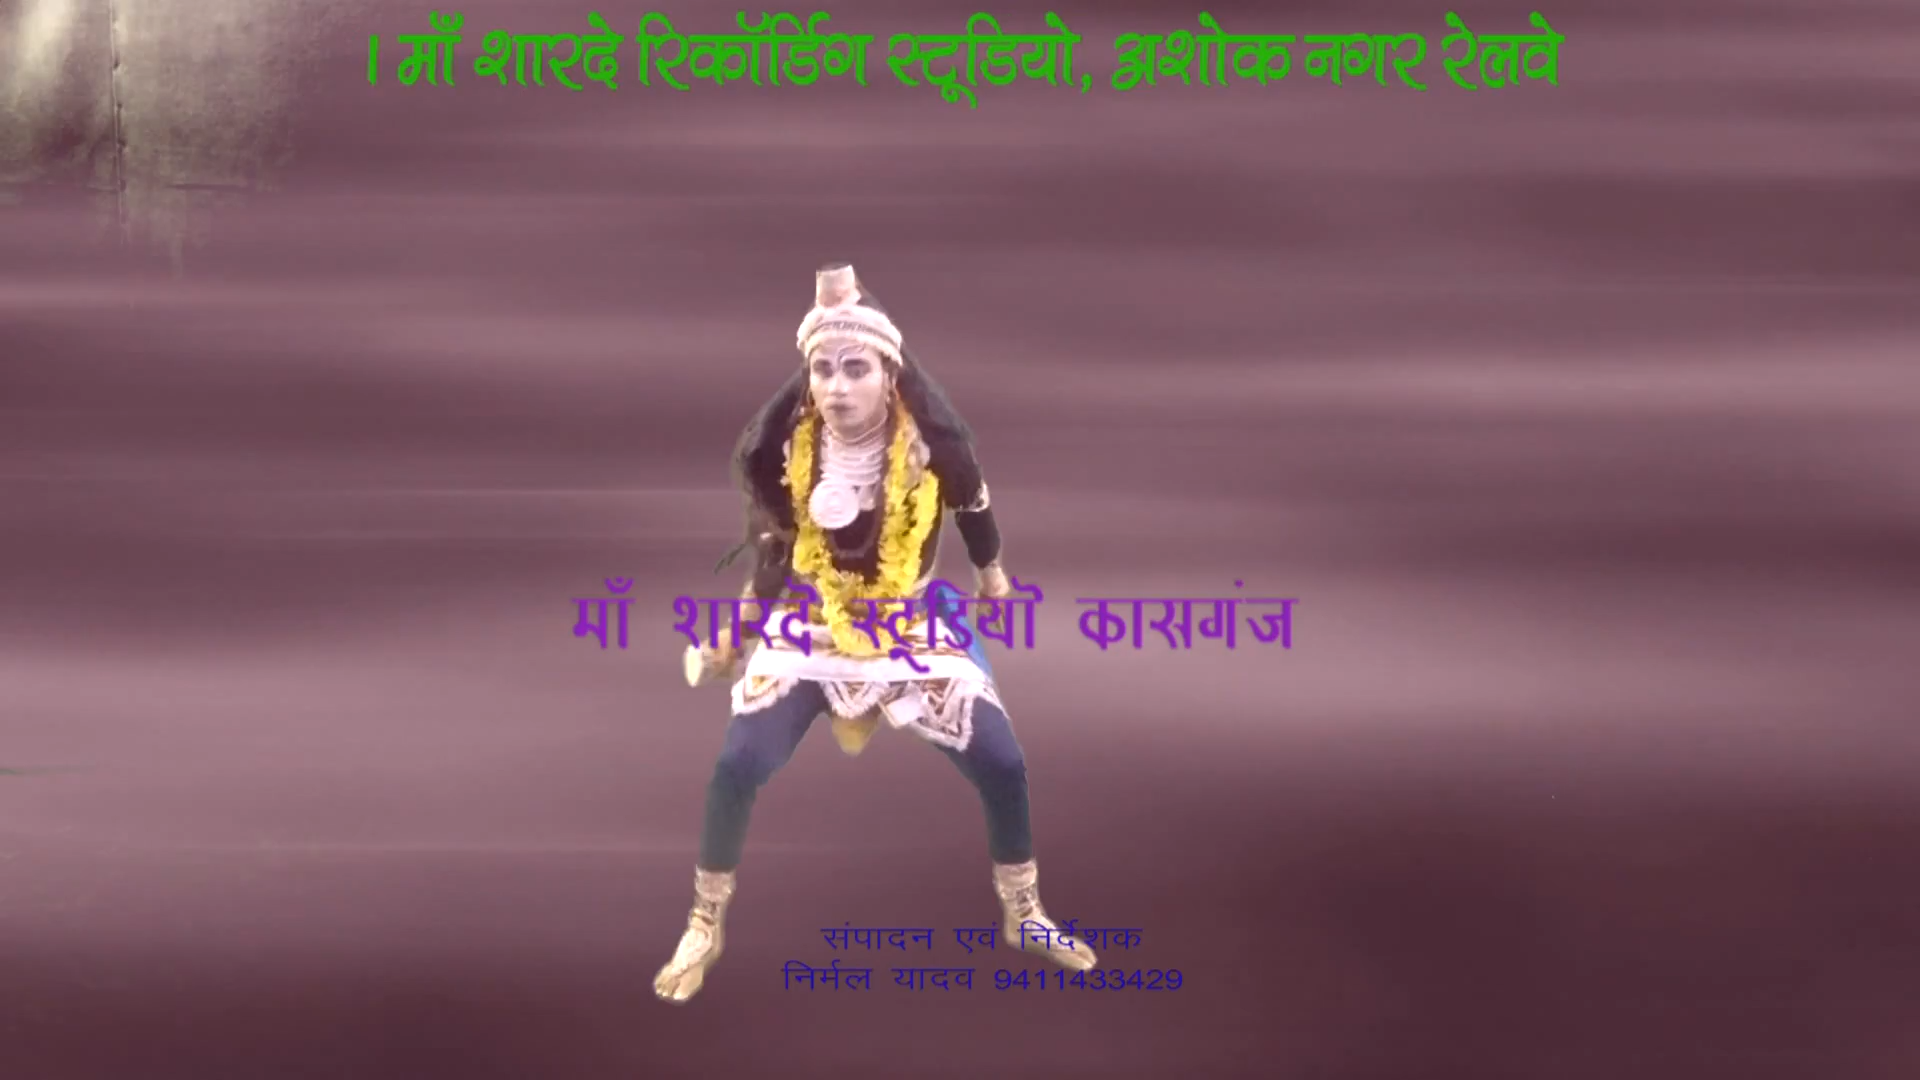 । माँ शारदे रिकॉर्डिंग स्टूडियो, अशोक नगर रेलवे
माँ शारदे स्टूडियो कासगंज
संपादन एवं निर्देशक
निर्मल यादव 9411433429